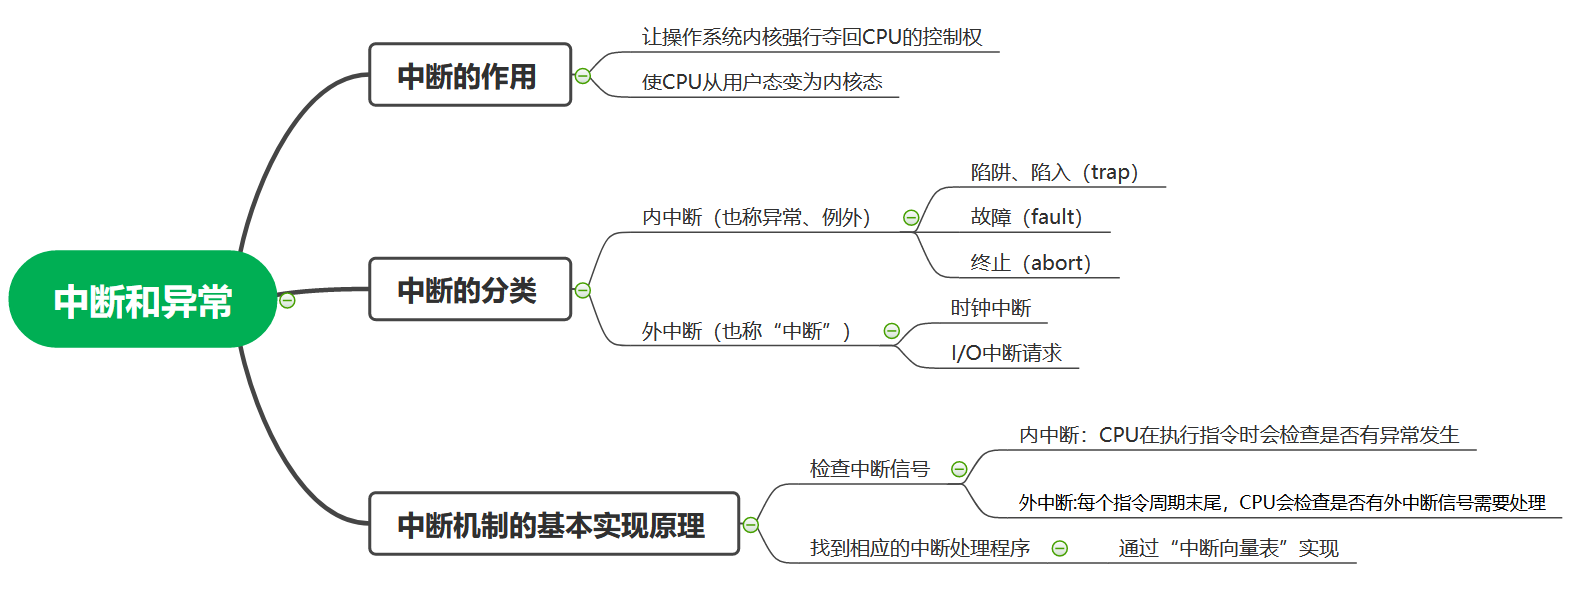 中断和异常
中断的作用
让操作系统内核强行夺回CPU的控制权
使CPU从用户态变为内核态
中断的分类
内中断（也称异常、例外）
陷阱、陷入（trap）
故障（fault）
终止（abort）
外中断（也称“中断”）
时钟中断
I/O中断请求
中断机制的基本实现原理
检查中断信号
内中断：CPU在执行指令时会检查是否有异常发生
外中断:每个指令周期末尾，CPU会检查是否有外中断信号需要处理
找到相应的中断处理程序
通过“中断向量表”实现